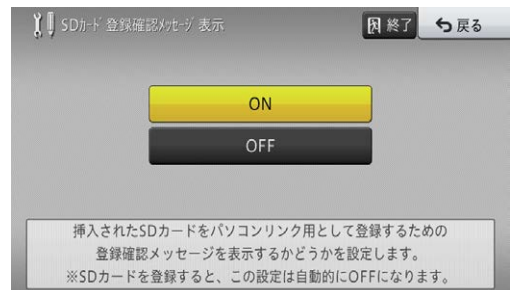 SDｶｰﾄﾞ 登録確認ﾒｯｾｰｼﾞ 表示
終了
戻る
ON
OFF
挿入されたSDカードをパソコンリンク用として登録するための
登録確認メッセージを表示するかどうかを設定します。
※SDカードを登録すると、この設定は自動的にOFFになります。